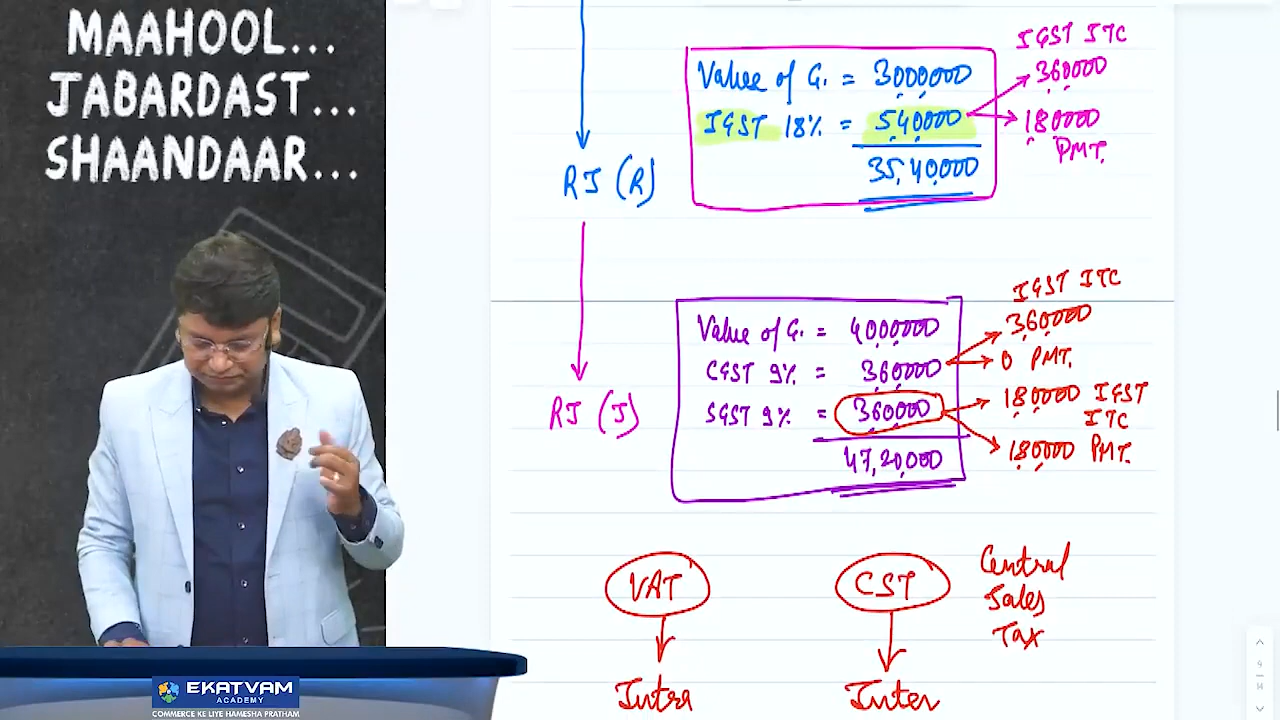 MAAHOOL...
JABARDAST...
SHAANDAAR...
EKATVAM
ACADEMY
COMMERCE KE LIYE HAMESHA PRATHAM
Value of G. = 3000000
IGST 18% = 540000
35,40,000
IGST ITC
360000
180000
PMT.
RJ (R)
Value of G. = 4000000
CGST 9% = 360000
SGST 9% = 360000
47,20,000
IGST ITC
360000
0 PMT.
180000 IGST
ITC
180000 PMT.
RJ (J)
VAT
CST
Central
Sales
Tax
Intra
Inter
9
14